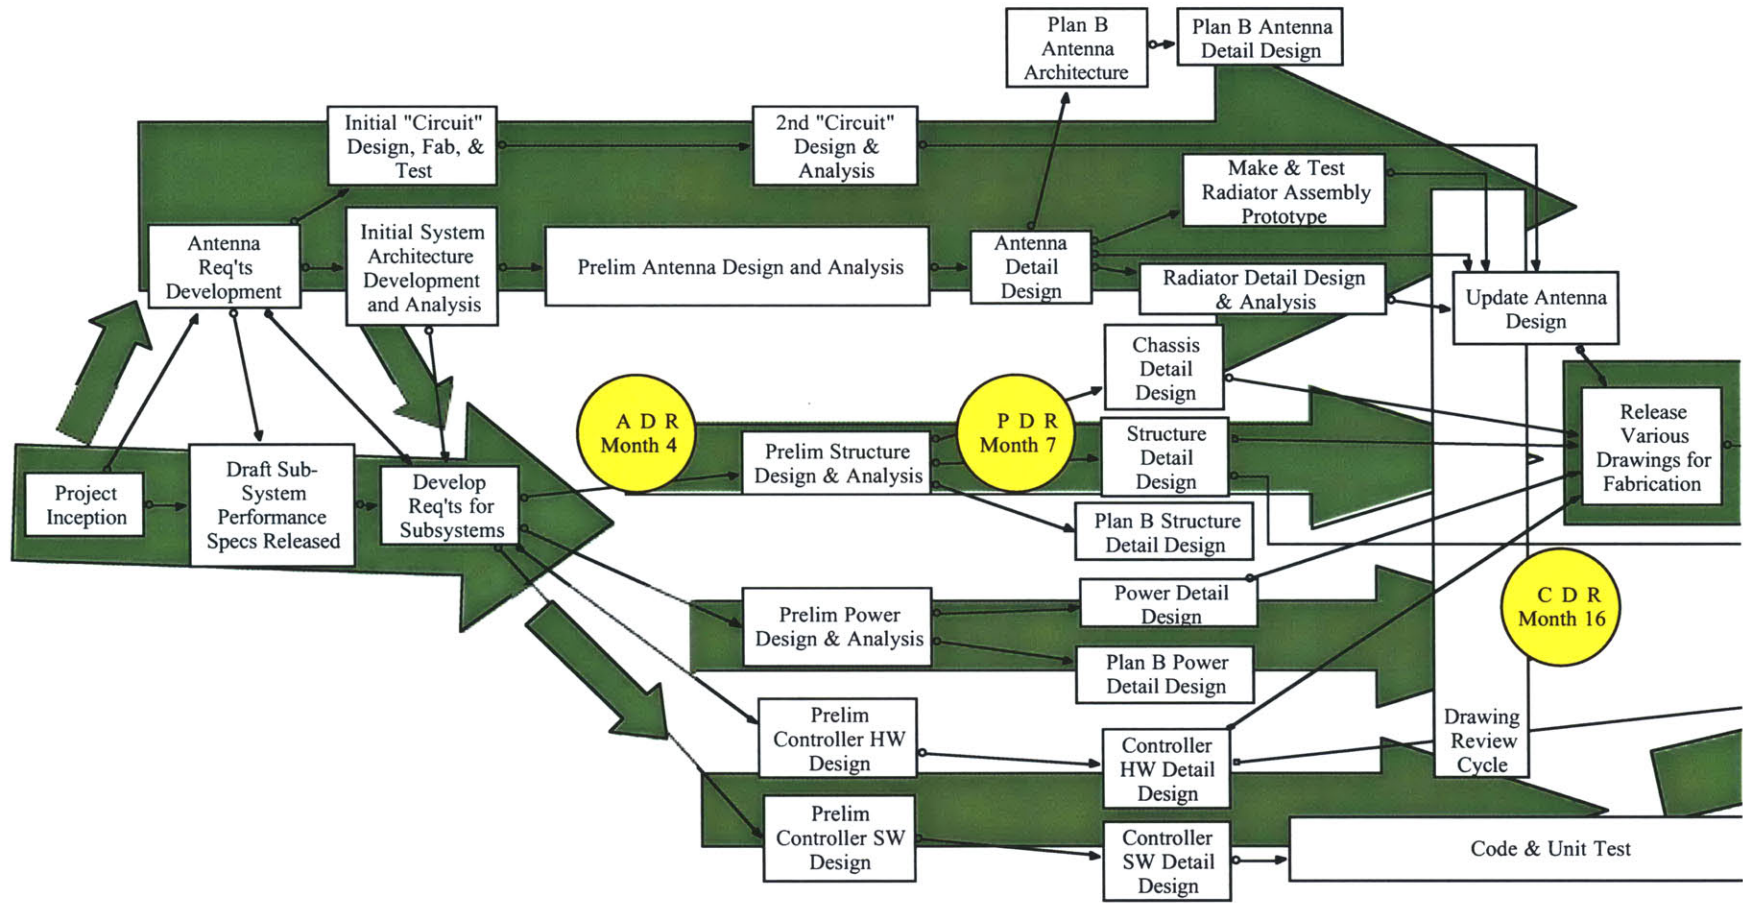 Plan B
Antenna
Architecture
Plan B Antenna
Detail Design
Initial "Circuit"
Design, Fab, &
Test
2nd "Circuit"
Design &
Analysis
Make & Test
Radiator Assembly
Prototype
Antenna
Req'ts
Development
Initial System
Architecture
Development
and Analysis
Prelim Antenna Design and Analysis
Antenna
Detail
Design
Radiator Detail Design
& Analysis
Update Antenna
Design
Chassis
Detail
Design
A D R
Month 4
P D R
Month 7
Project
Inception
Draft Sub-
System
Performance
Specs Released
Develop
Req'ts for
Subsystems
Prelim Structure
Design & Analysis
Structure
Detail
Design
Release
Various
Drawings for
Fabrication
Plan B Structure
Detail Design
Prelim Power
Design & Analysis
Power Detail
Design
Plan B Power
Detail Design
C D R
Month 16
Prelim
Controller HW
Design
Controller
HW Detail
Design
Drawing
Review
Cycle
Prelim
Controller SW
Design
Controller
SW Detail
Design
Code & Unit Test